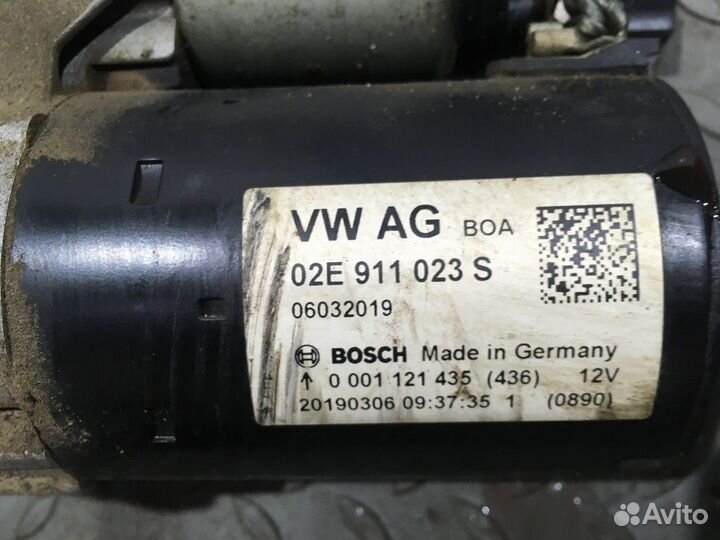 VW AG BOA
02E 911 023 S
06032019
BOSCH Made in Germany
↑ 0 001 121 435 (436) 12V
20190306 09:37:35 1 (0890)
Avito